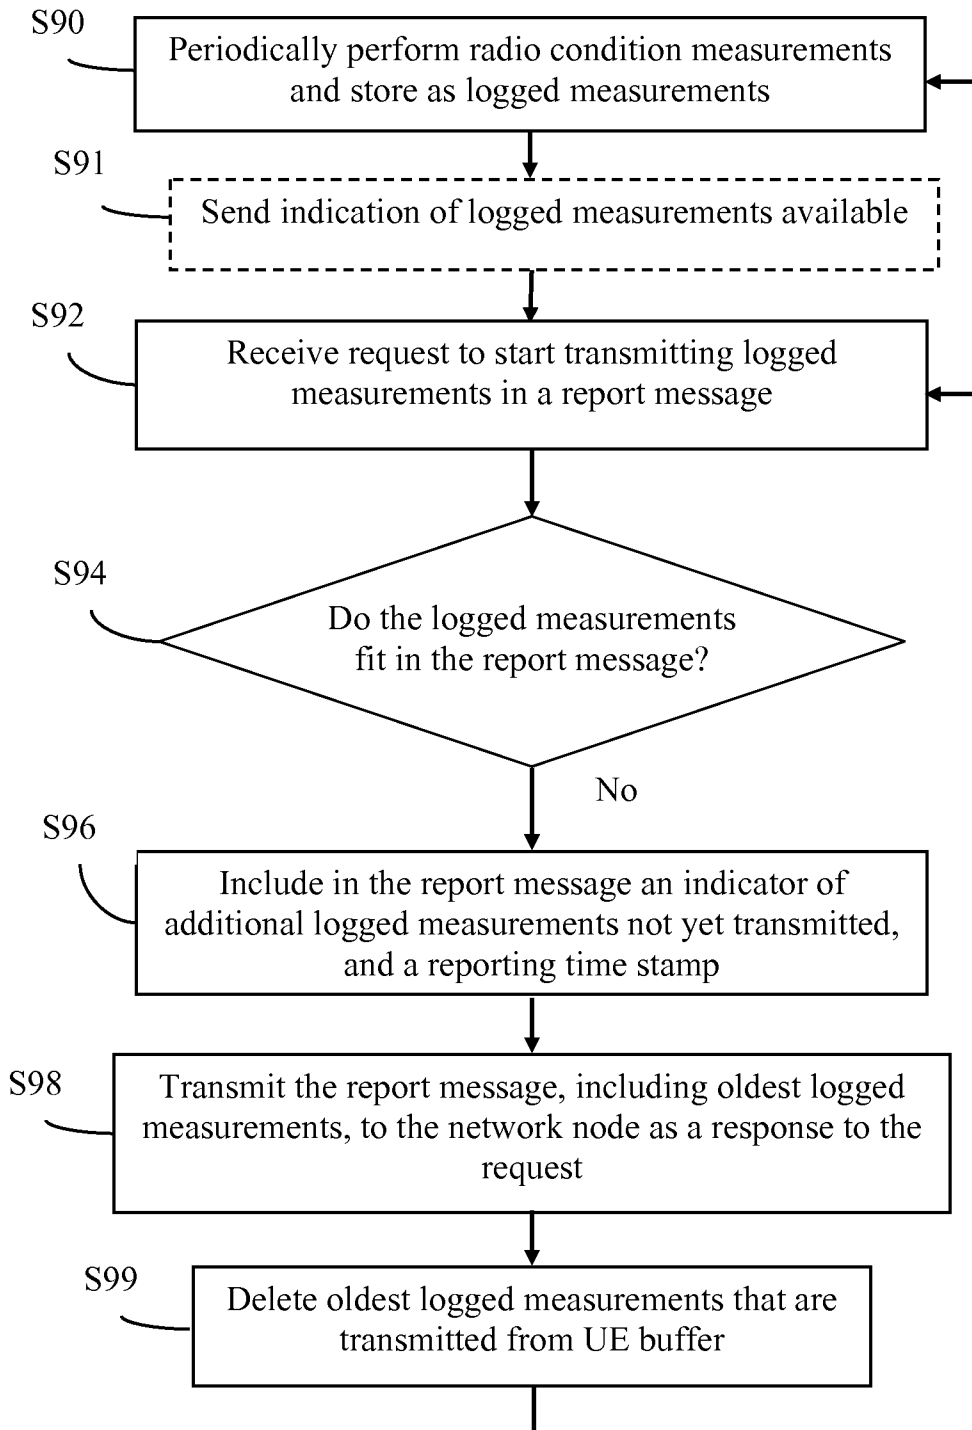 S90
Periodically perform radio condition measurements
and store as logged measurements
S91
Send indication of logged measurements available
S92
Receive request to start transmitting logged
measurements in a report message
S94
Do the logged measurements
fit in the report message?
No
S96
Include in the report message an indicator of
additional logged measurements not yet transmitted,
and a reporting time stamp
S98
Transmit the report message, including oldest logged
measurements, to the network node as a response to the
request
S99
Delete oldest logged measurements that are
transmitted from UE buffer